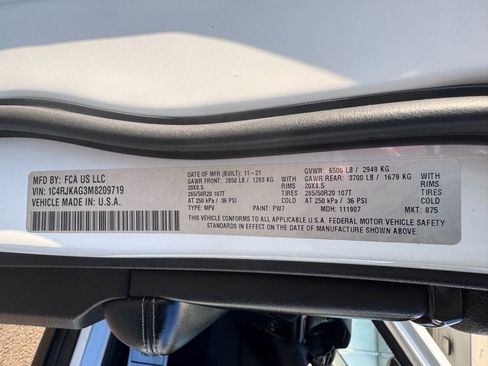 MFD BY: FCA US LLC
VIN: 1C4RJKAG3M8209719
VEHICLE MADE IN: U.S.A.
DATE OF MFR (BUILT): 11-21 GVWR: 6500 LB / 2949 KG
GAWR FRONT: 2850 LB / 1293 KG GAWR REAR: 3700 LB / 1679 KG
20X8.5 20X8.5
265/50R20 107T TIRES 265/50R20 107T TIRES
AT 250 kPa / 36 PSI COLD AT 250 kPa / 36 PSI COLD
TYPE: MPV PAINT: PW7 MDH: 111907 MKT: 875
THIS VEHICLE CONFORMS TO ALL APPLICABLE U.S.A. FEDERAL MOTOR VEHICLE SAFETY
STANDARDS IN EFFECT ON THE DATE OF MANUFACTURE SHOWN ABOVE.